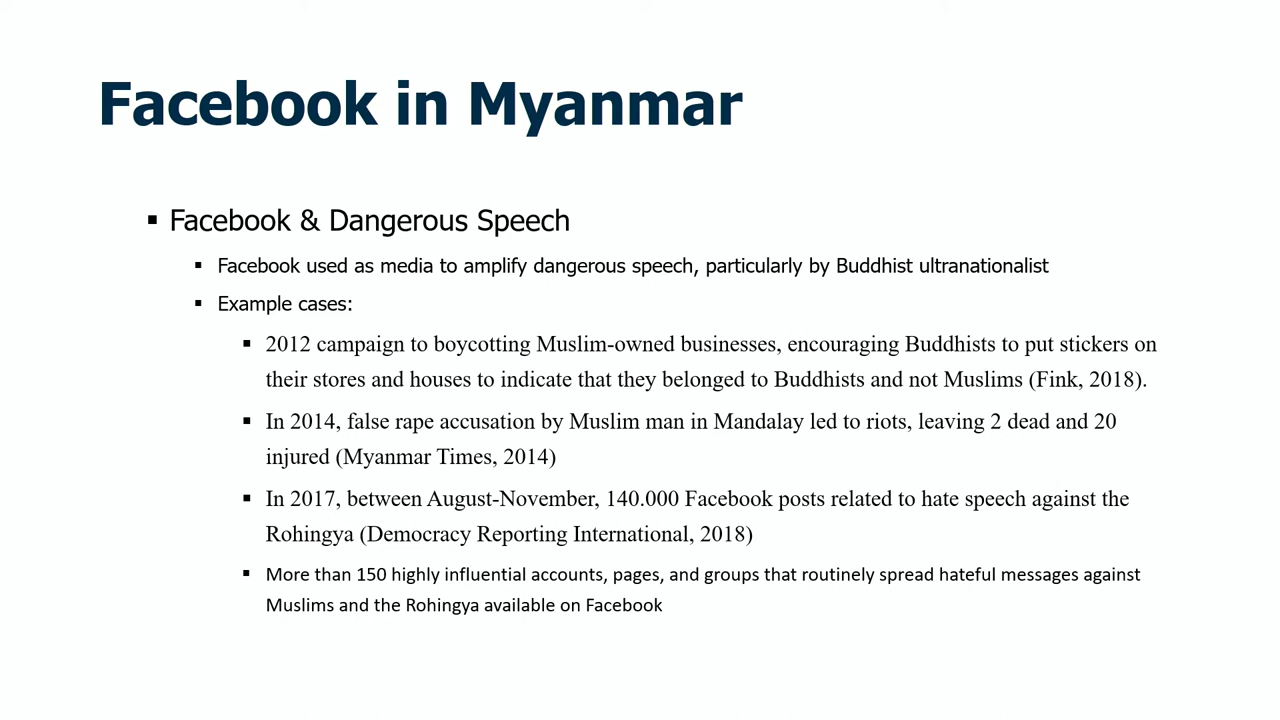 Facebook in Myanmar
▪ Facebook & Dangerous Speech
▪ Facebook used as media to amplify dangerous speech, particularly by Buddhist ultranationalist
▪ Example cases:
▪ 2012 campaign to boycotting Muslim-owned businesses, encouraging Buddhists to put stickers on
their stores and houses to indicate that they belonged to Buddhists and not Muslims (Fink, 2018).
▪ In 2014, false rape accusation by Muslim man in Mandalay led to riots, leaving 2 dead and 20
injured (Myanmar Times, 2014)
▪ In 2017, between August-November, 140.000 Facebook posts related to hate speech against the
Rohingya (Democracy Reporting International, 2018)
▪ More than 150 highly influential accounts, pages, and groups that routinely spread hateful messages against
Muslims and the Rohingya available on Facebook